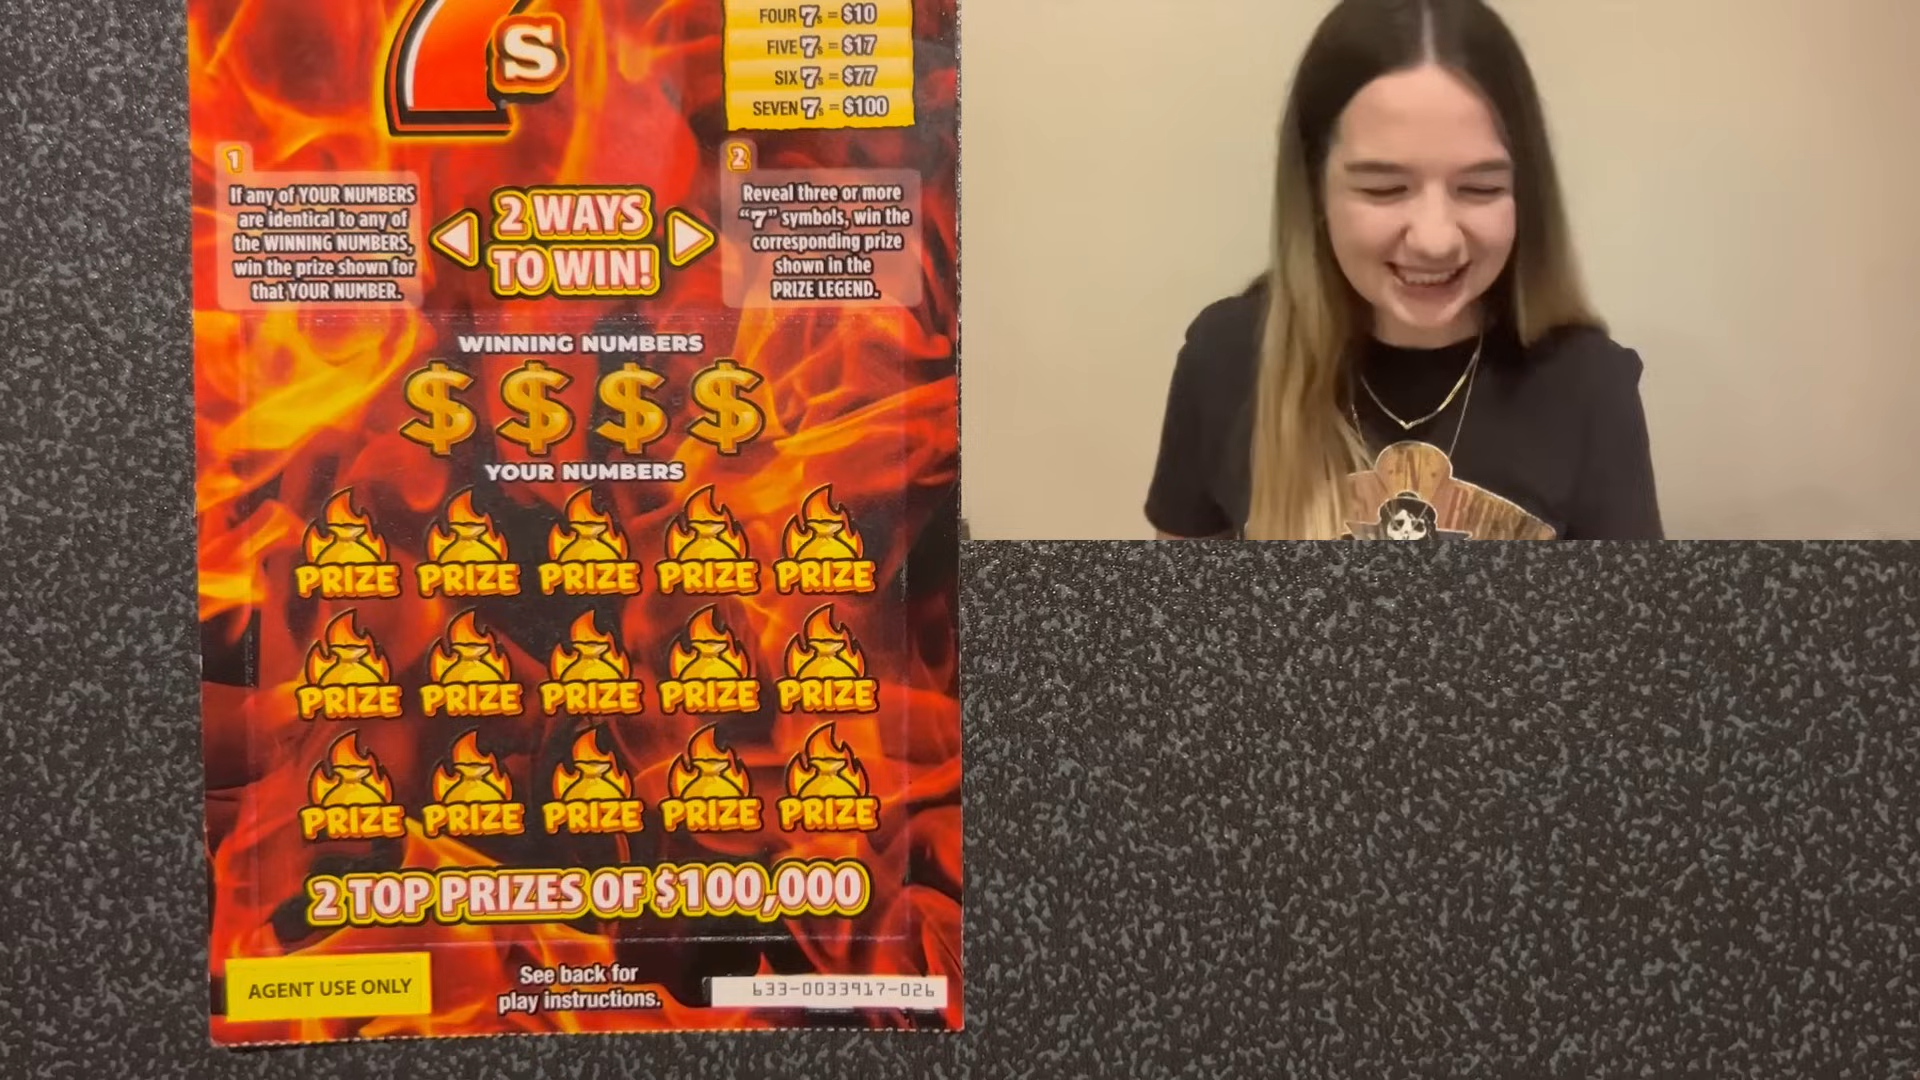 7s
FOUR 7s = $10
FIVE 7s = $17
SIX 7s = $77
SEVEN 7s = $100
1
If any of YOUR NUMBERS
are identical to any of
the WINNING NUMBERS,
win the prize shown for
that YOUR NUMBER.
2 WAYS
TO WIN!
2
Reveal three or more
"7" symbols, win the
corresponding prize
shown in the
PRIZE LEGEND.
WINNING NUMBERS
$ $ $ $
YOUR NUMBERS
PRIZE PRIZE PRIZE PRIZE PRIZE
PRIZE PRIZE PRIZE PRIZE PRIZE
PRIZE PRIZE PRIZE PRIZE PRIZE
2 TOP PRIZES OF $100,000
AGENT USE ONLY
See back for
play instructions.
633-0033917-026